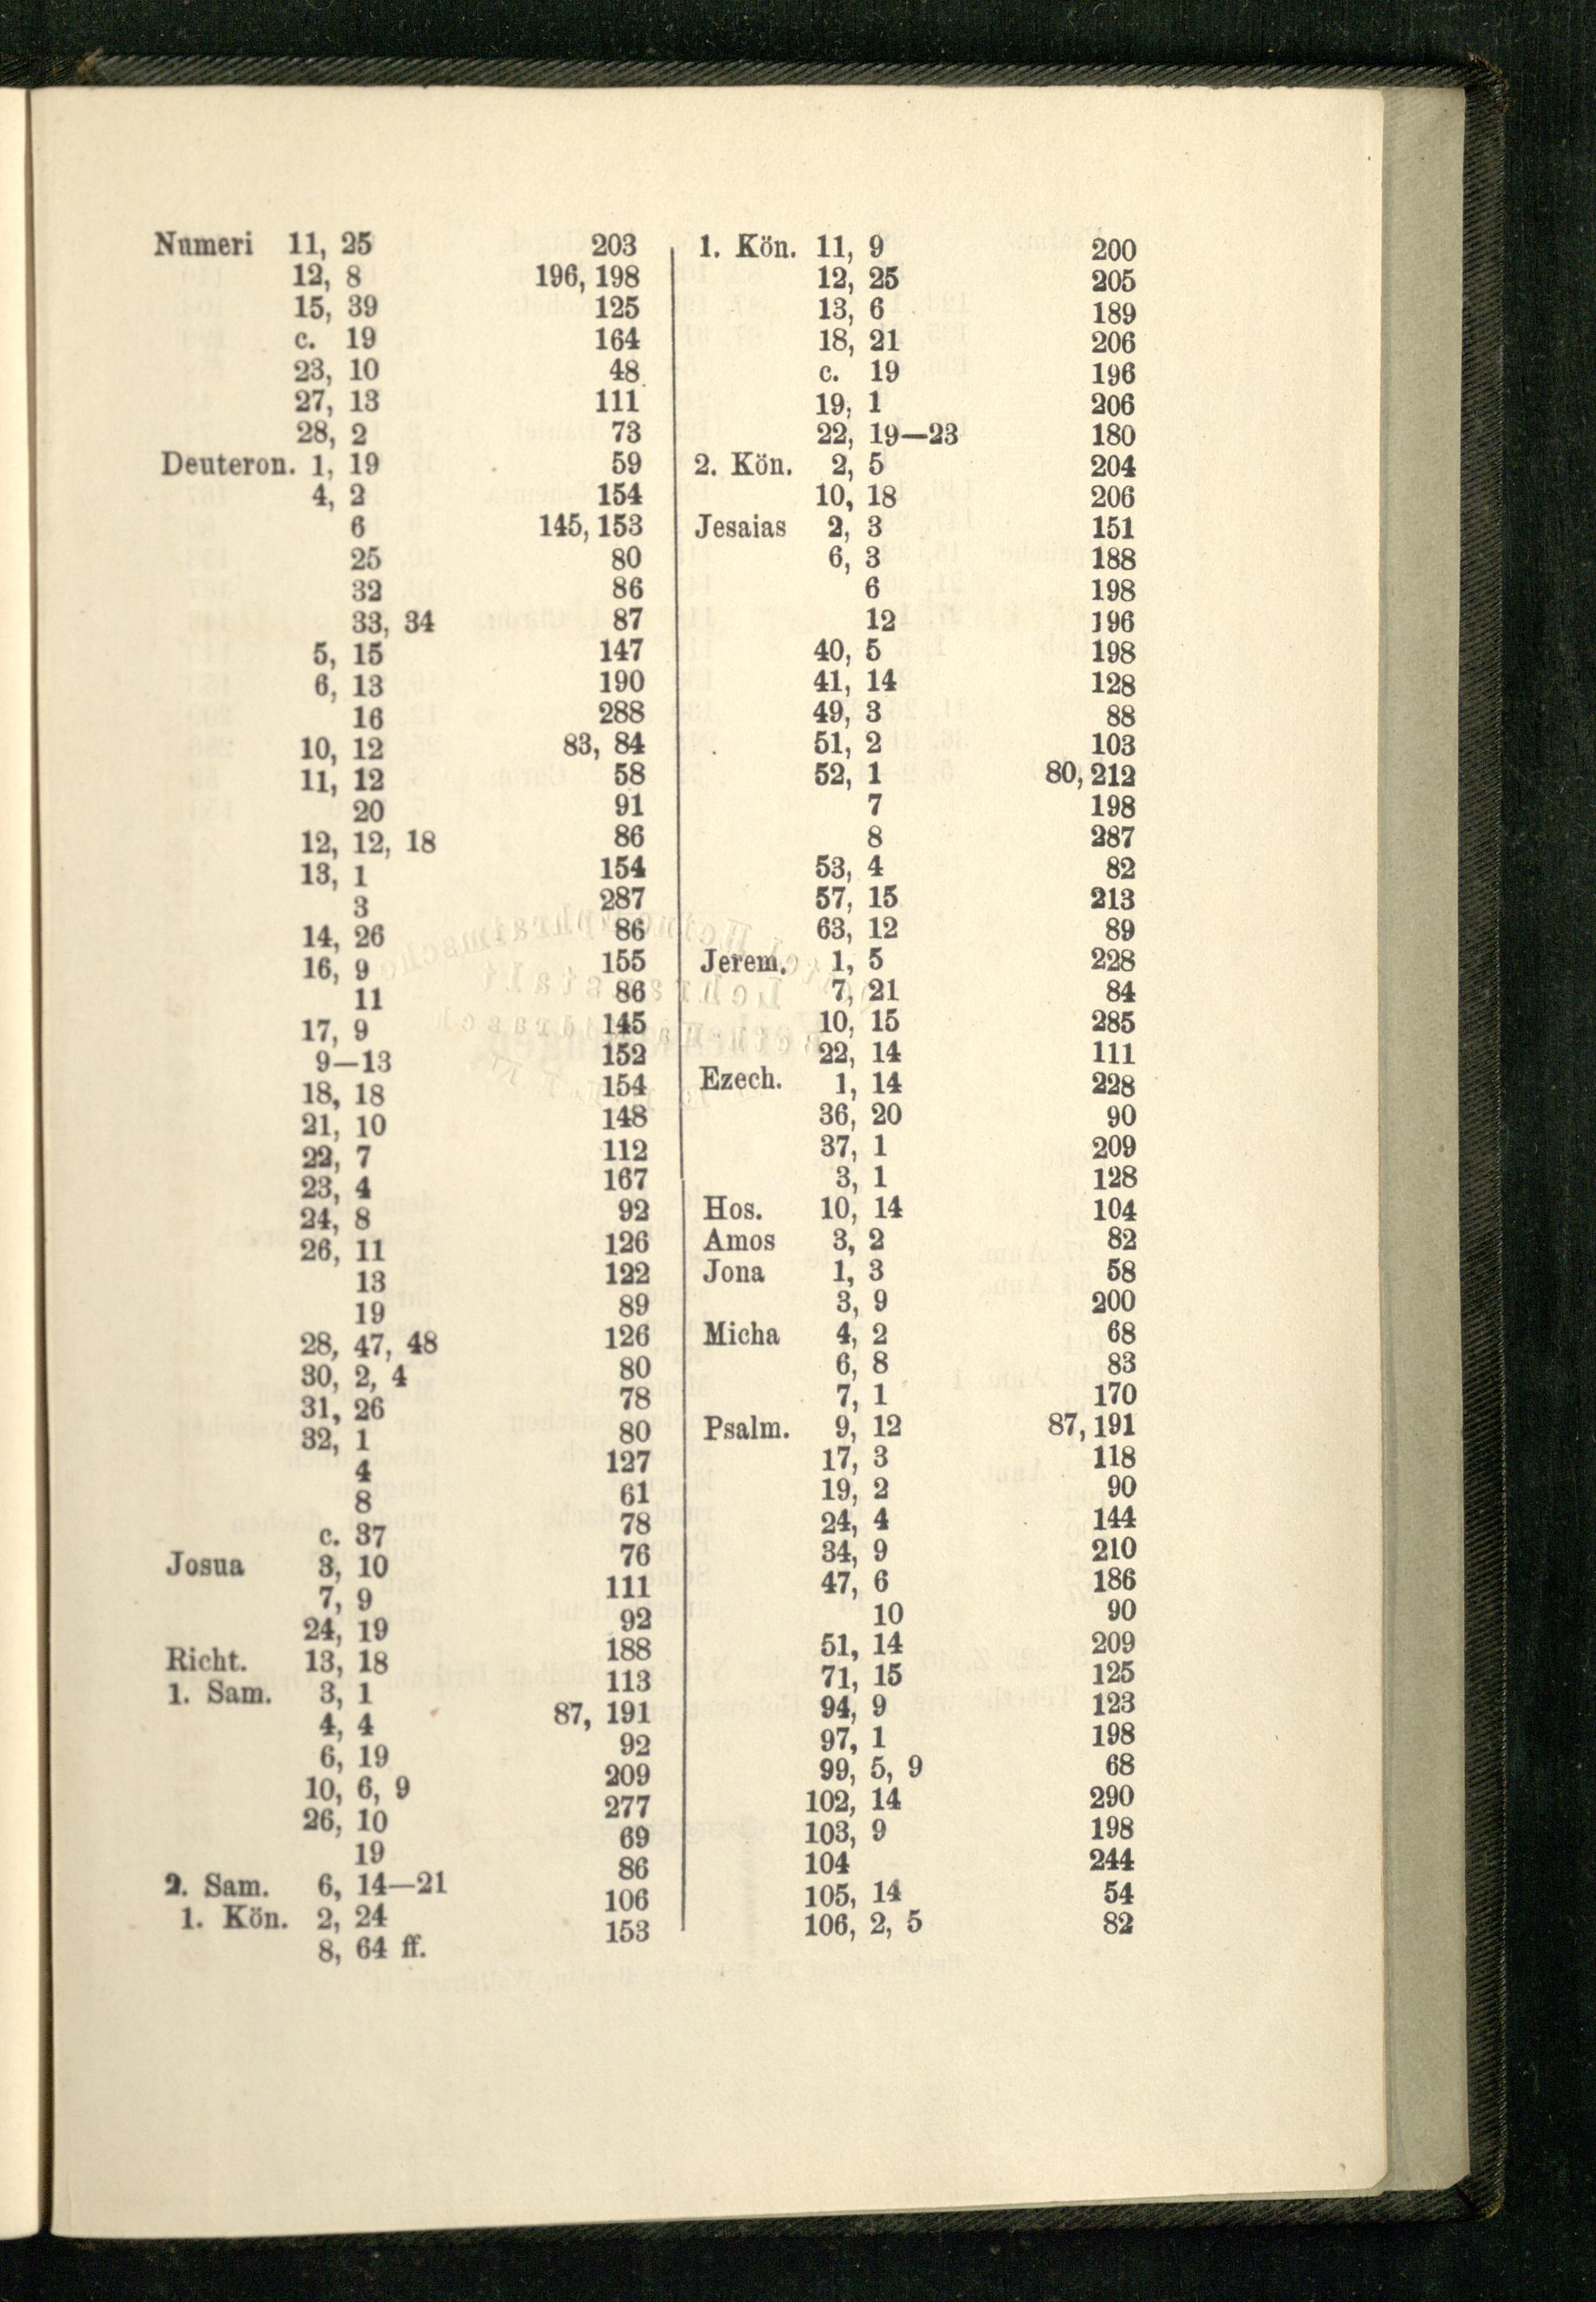 Numeri 11, 25 203
12, 8 196, 198
15, 39 125
c. 19 164
23, 10 48
27, 13 111
28, 2 73
Deuteron. 1, 19 59
4, 2 154
6 145, 153
25 80
32 86
33, 34 87
5, 15 147
6, 13 190
16 288
10, 12 83, 84
11, 12 58
20 91
12, 12, 18 86
13, 1 154
3 287
14, 26 86
16, 9 155
11 86
17, 9 145
9—13 152
18, 18 154
21, 10 148
22, 7 112
23, 4 167
24, 8 92
26, 11 126
13 122
19 89
28, 47, 48 126
30, 2, 4 80
31, 26 78
32, 1 80
4 127
8 61
c. 37 78
Josua 3, 10 76
7, 9 111
24, 19 92
Richt. 13, 18 188
1. Sam. 3, 1 113
4, 4 87, 191
6, 19 92
10, 6, 9 209
26, 10 277
19 69
2. Sam. 6, 14—21 86
1. Kön. 2, 24 106
8, 64 ff. 153
1. Kön. 11, 9 200
12, 25 205
13, 6 189
18, 21 206
c. 19 196
19, 1 206
22, 19—23 180
2. Kön. 2, 5 204
10, 18 206
Jesaias 2, 3 151
6, 3 188
6 198
12 196
40, 5 198
41, 14 128
49, 3 88
51, 2 103
52, 1 80, 212
7 198
8 287
53, 4 82
57, 15 213
63, 12 89
Jerem. 1, 5 228
7, 21 84
10, 15 285
22, 14 111
Ezech. 1, 14 228
36, 20 90
37, 1 209
3, 1 128
Hos. 10, 14 104
Amos 3, 2 82
Jona 1, 3 58
3, 9 200
Micha 4, 2 68
6, 8 83
7, 1 170
Psalm. 9, 12 87, 191
17, 3 118
19, 2 90
24, 4 144
34, 9 210
47, 6 186
10 90
51, 14 209
71, 15 125
94, 9 123
97, 1 198
99, 5, 9 68
102, 14 290
103, 9 198
104 244
105, 14 54
106, 2, 5 82